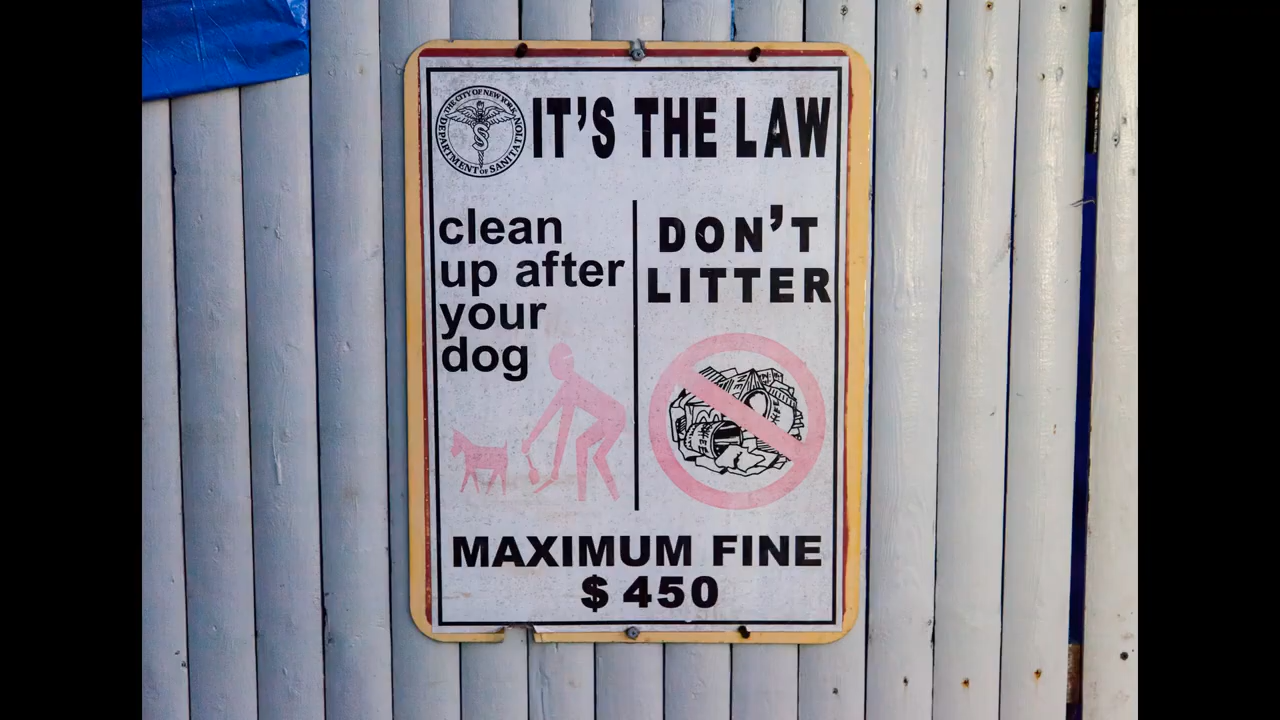 THE CITY OF NEW YORK
DEPARTMENT OF SANITATION
IT'S THE LAW
clean
up after
your
dog
DON'T
LITTER
MAXIMUM FINE
$ 450